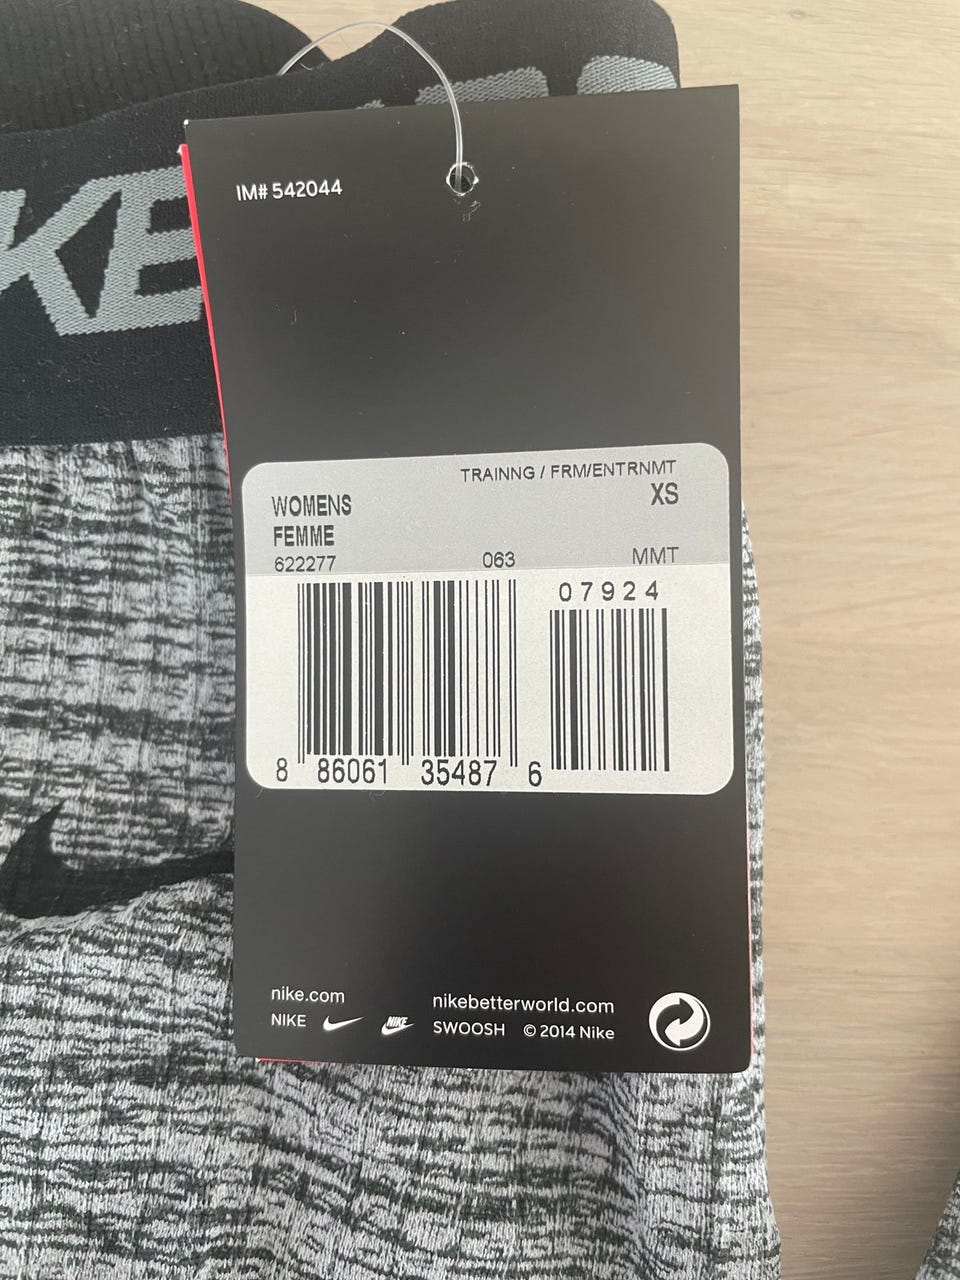 KE
IM# 542044
TRAINNG / FRM/ENTRNMT
WOMENS XS
FEMME
622277 063 MMT
07924
8 86061 35487 6
nike.com nikebetterworld.com
NIKE NIKE SWOOSH © 2014 Nike